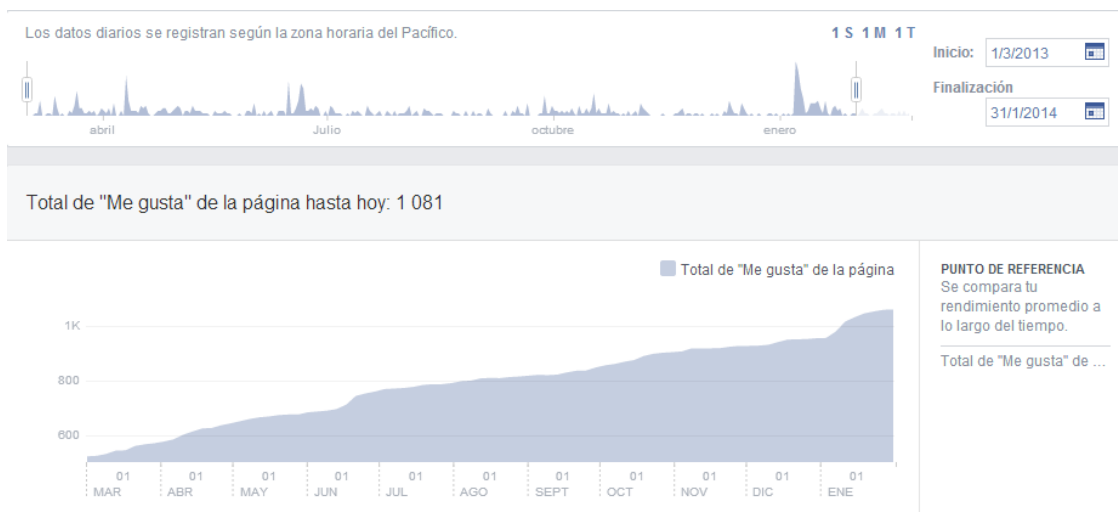 Los datos diarios se registran según la zona horaria del Pacífico.
1 S 1 M 1 T
Inicio: 1/3/2013
Finalización
31/1/2014
abril Julio octubre enero
Total de "Me gusta" de la página hasta hoy: 1 081
Total de "Me gusta" de la página
PUNTO DE REFERENCIA
Se compara tu
rendimiento promedio a
lo largo del tiempo.
Total de "Me gusta" de ...
1K
800
600
01 01 01 01 01 01 01 01 01 01 01
MAR ABR MAY JUN JUL AGO SEPT OCT NOV DIC ENE